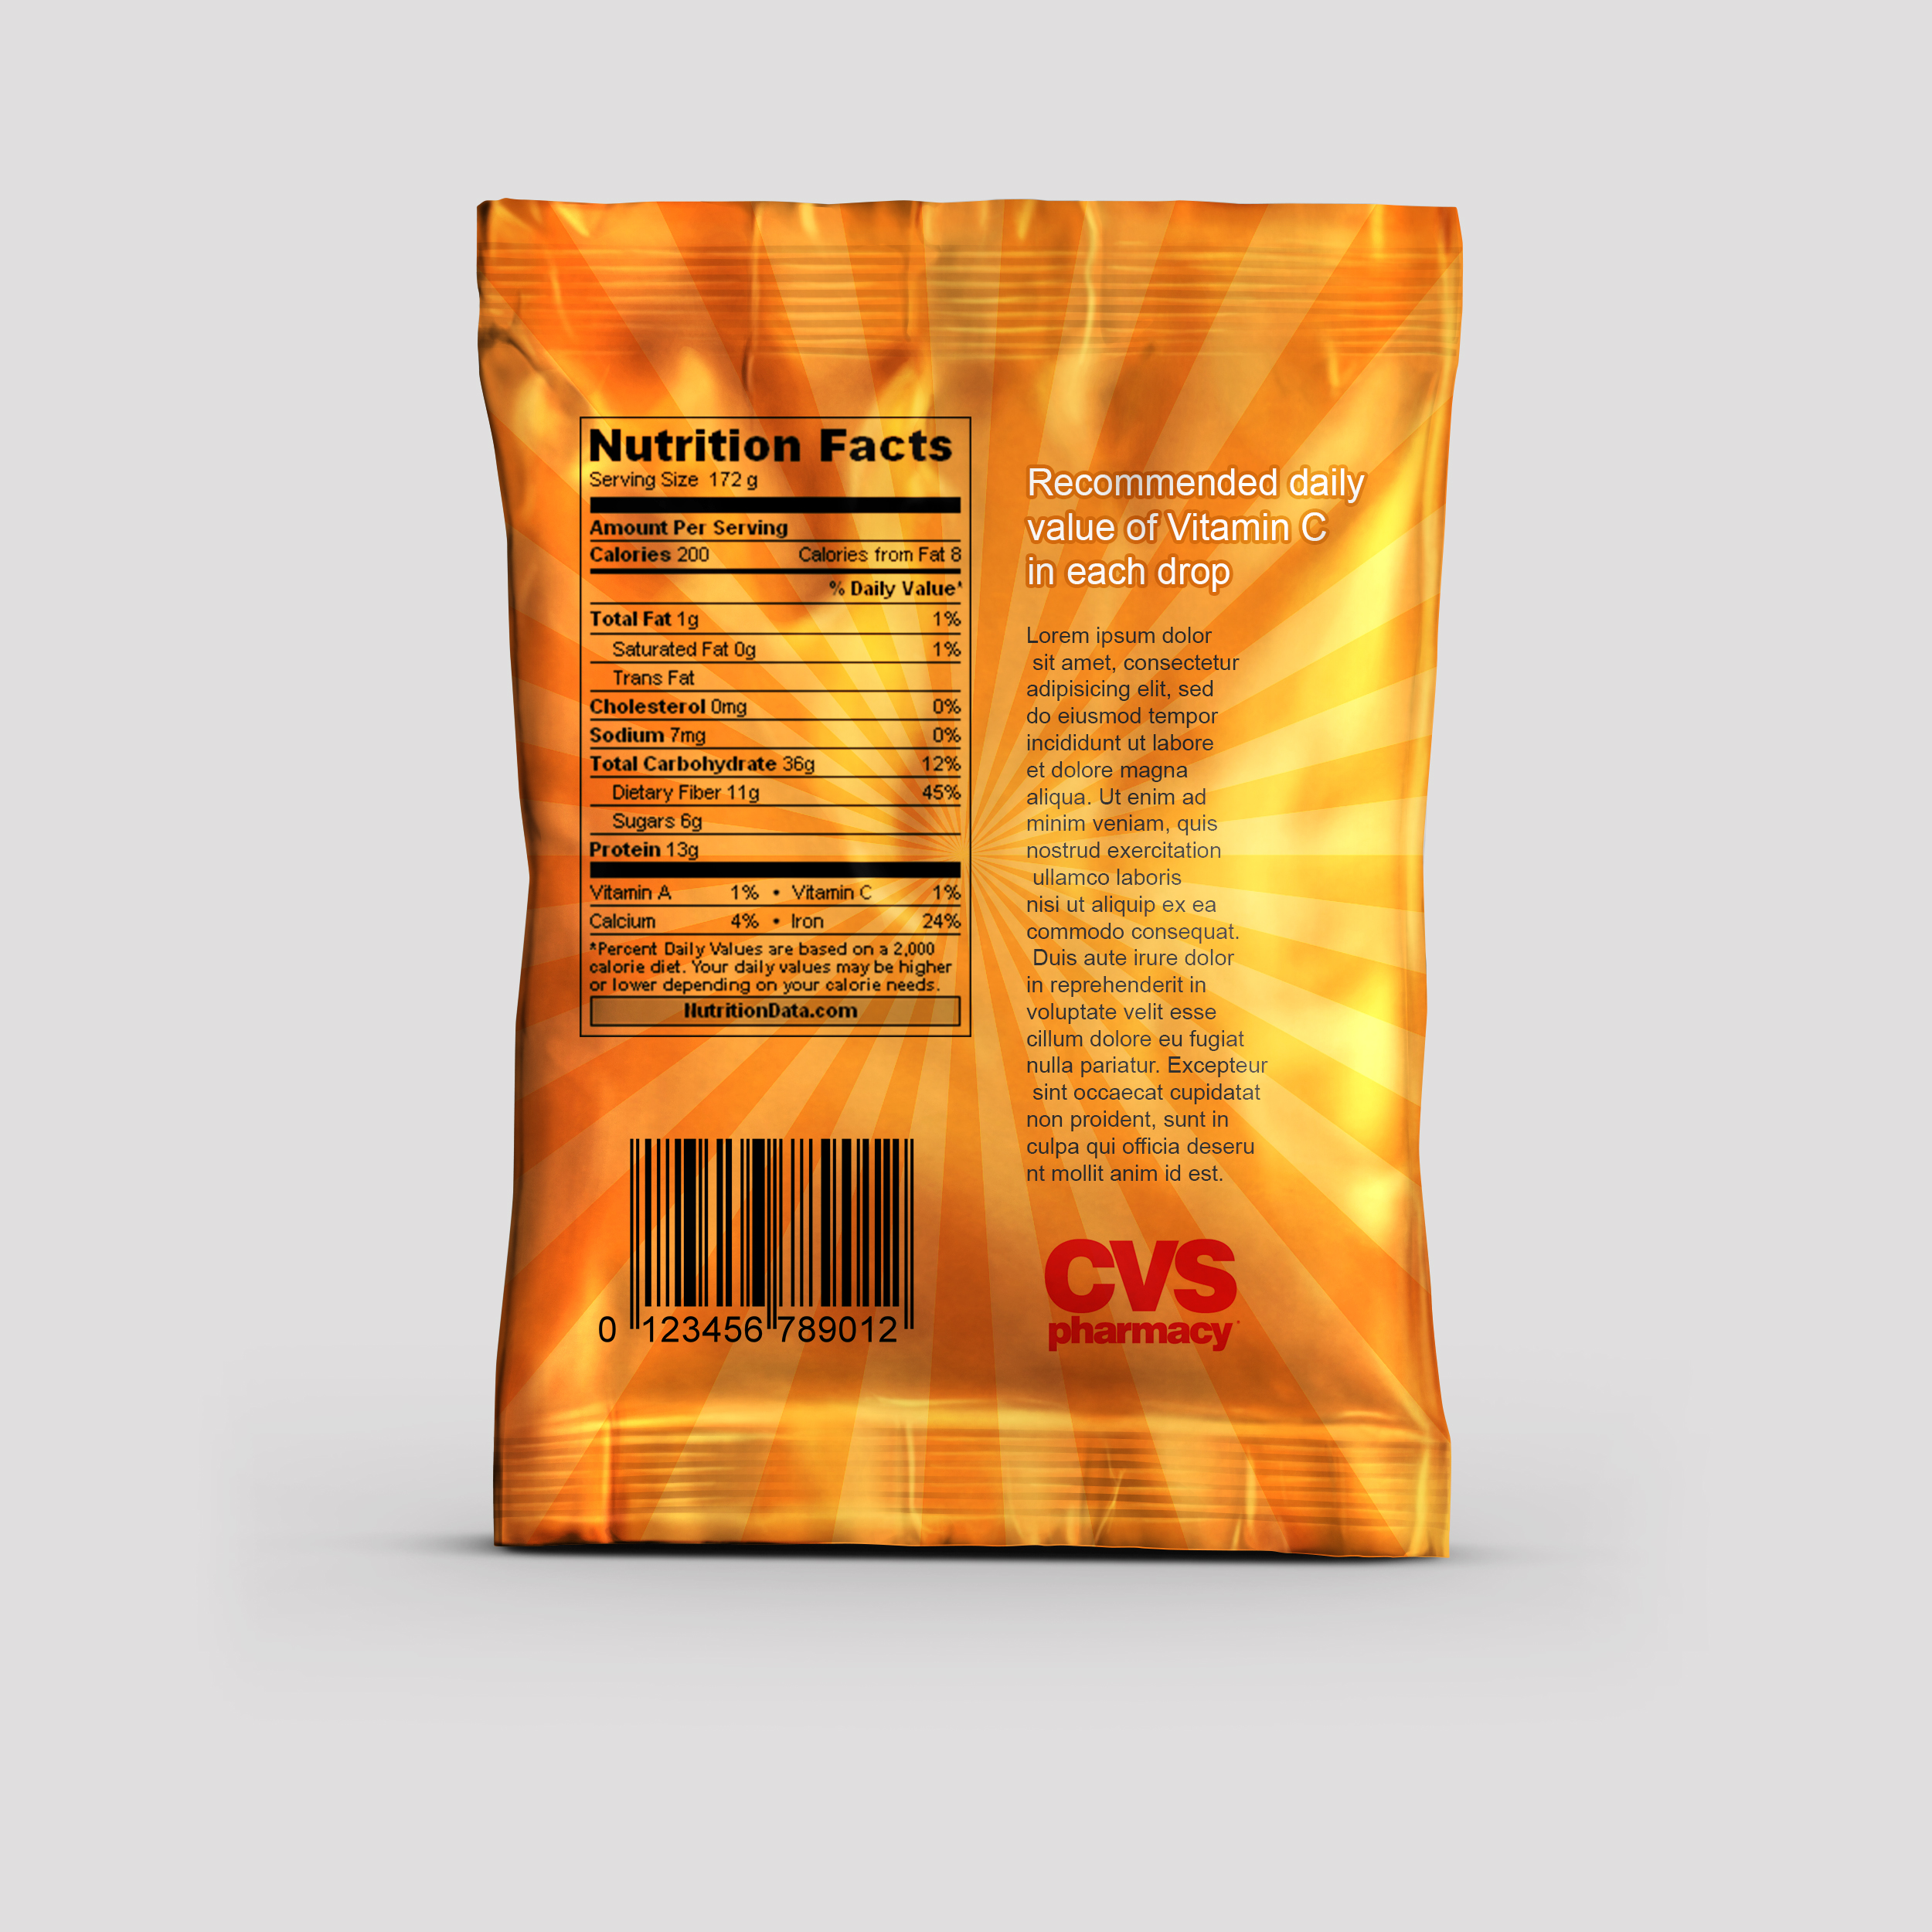 Nutrition Facts
Serving Size 172 g
Amount Per Serving
Calories 200 Calories from Fat 8
% Daily Value*
Total Fat 1g 1%
Saturated Fat 0g 1%
Trans Fat
Cholesterol 0mg 0%
Sodium 7mg 0%
Total Carbohydrate 36g 12%
Dietary Fiber 11g 45%
Sugars 6g
Protein 13g
Vitamin A 1% • Vitamin C 1%
Calcium 4% • Iron 24%
*Percent Daily Values are based on a 2,000
calorie diet. Your daily values may be higher
or lower depending on your calorie needs.
NutritionData.com
0 123456 789012
Recommended daily
value of Vitamin C
in each drop
Lorem ipsum dolor
sit amet, consectetur
adipisicing elit, sed
do eiusmod tempor
incididunt ut labore
et dolore magna
aliqua. Ut enim ad
minim veniam, quis
nostrud exercitation
ullamco laboris
nisi ut aliquip ex ea
commodo consequat.
Duis aute irure dolor
in reprehenderit in
voluptate velit esse
cillum dolore eu fugiat
nulla pariatur. Excepteur
sint occaecat cupidatat
non proident, sunt in
culpa qui officia deseru
nt mollit anim id est.
CVS
pharmacy